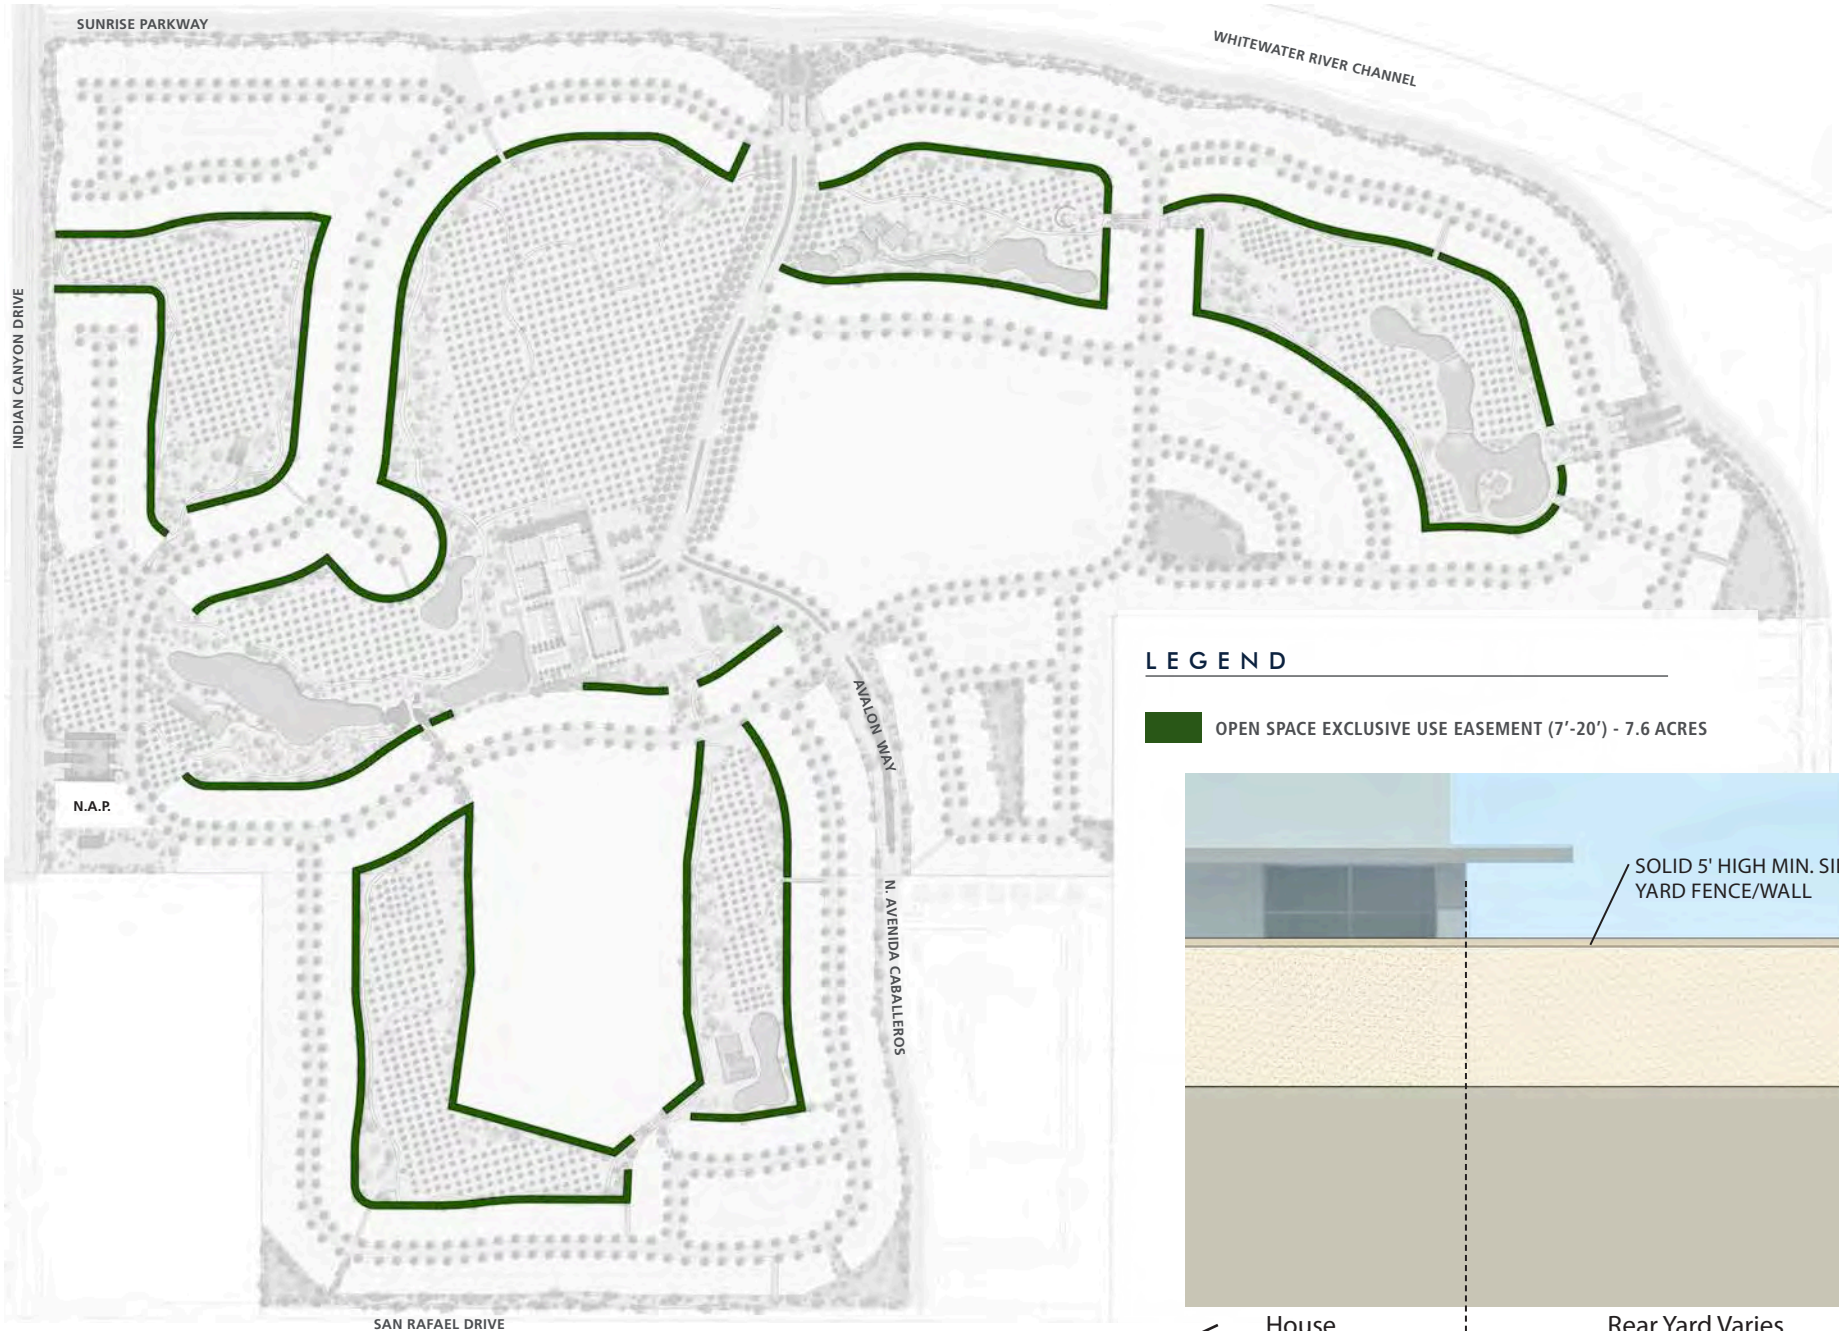 SUNRISE PARKWAY
WHITEWATER RIVER CHANNEL
INDIAN CANYON DRIVE
AVALON WAY
N.A.P.
N. AVENIDA CABALLEROS
SAN RAFAEL DRIVE
LEGEND
OPEN SPACE EXCLUSIVE USE EASEMENT (7'-20') - 7.6 ACRES
SOLID 5' HIGH MIN.
YARD FENCE/WALL
House
Rear Yard Varies